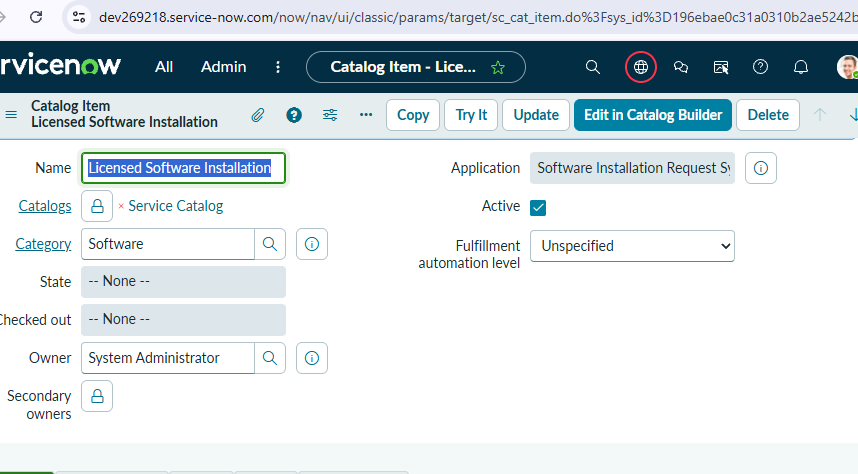 dev269218.service-now.com/now/nav/ui/classic/params/target/sc_cat_item.do%3Fsys_id%3D196ebae0c31a0310b2ae5242b
rvicenow All Admin Catalog Item - Lice...
Catalog Item
Licensed Software Installation
Copy Try It Update Edit in Catalog Builder Delete
Name Licensed Software Installation
Application Software Installation Request Sy
Catalogs Service Catalog
Active
Category Software
Fulfillment automation level Unspecified
State -- None --
Checked out -- None --
Owner System Administrator
Secondary owners